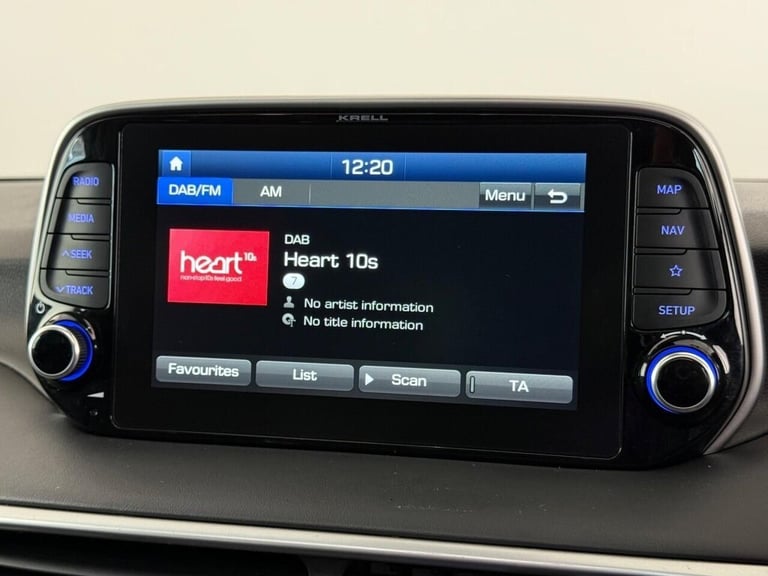 KRELL
RADIO
MEDIA
SEEK
TRACK
12:20
DAB/FM
AM
Menu
heart 10s
non-stop 10s feel good
DAB
Heart 10s
7
No artist information
No title information
Favourites
List
Scan
TA
MAP
NAV
SETUP